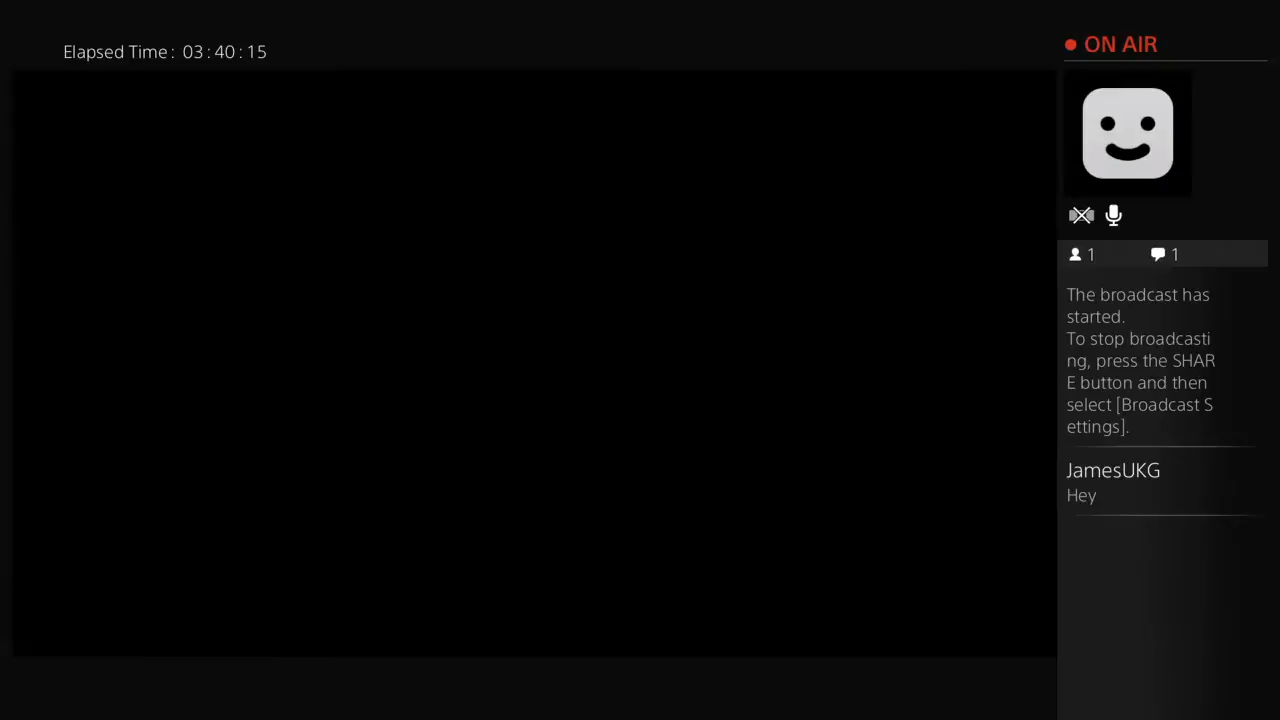 Elapsed Time: 03:40:15
ON AIR
1 1
The broadcast has
started.
To stop broadcasti
ng, press the SHAR
E button and then
select [Broadcast S
ettings].
JamesUKG
Hey